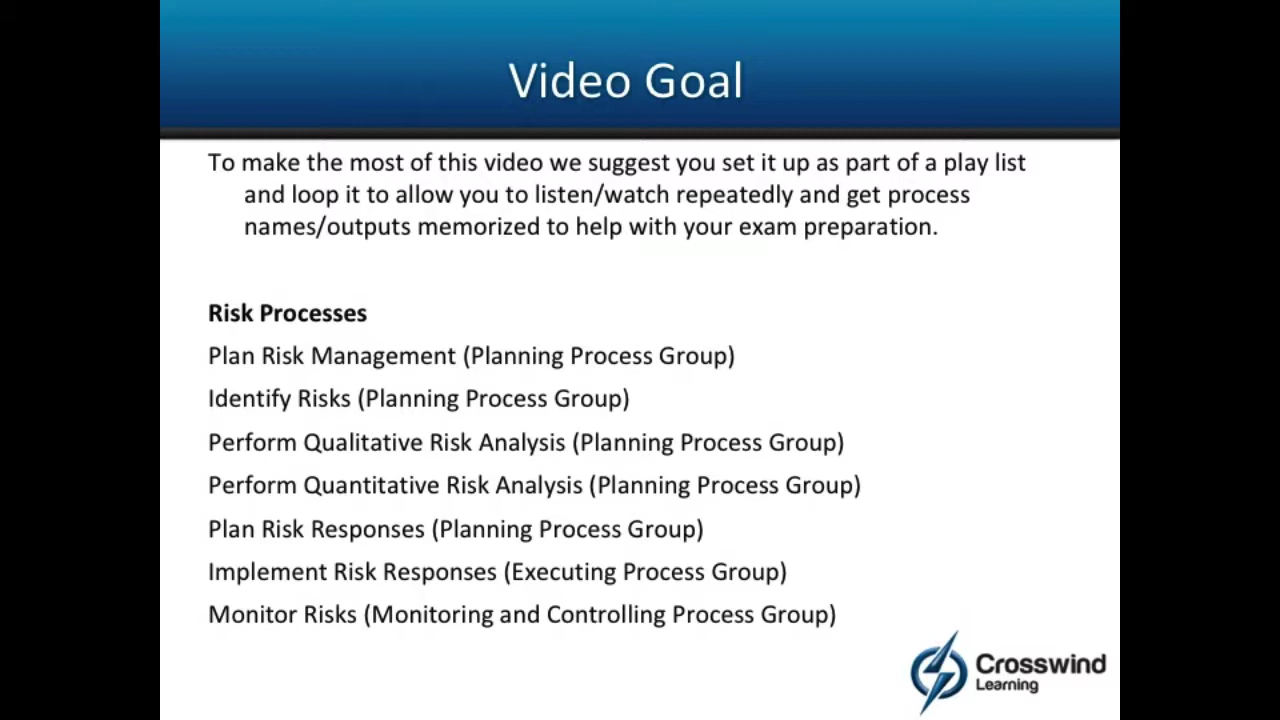 Video Goal
To make the most of this video we suggest you set it up as part of a play list
and loop it to allow you to listen/watch repeatedly and get process
names/outputs memorized to help with your exam preparation.
Risk Processes
Plan Risk Management (Planning Process Group)
Identify Risks (Planning Process Group)
Perform Qualitative Risk Analysis (Planning Process Group)
Perform Quantitative Risk Analysis (Planning Process Group)
Plan Risk Responses (Planning Process Group)
Implement Risk Responses (Executing Process Group)
Monitor Risks (Monitoring and Controlling Process Group)
Crosswind
Learning